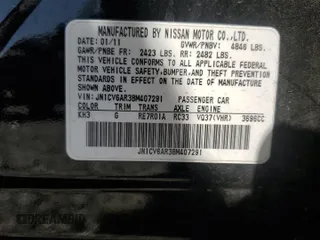 MANUFACTURED BY NISSAN MOTOR CO.,LTD.
DATE: 01/11 GVWR/PNBV: 4846 LBS.
GAWR/PNBE FR: 2423 LBS. RR: 2482 LBS.
THIS VEHICLE CONFORMS TO ALL APPLICABLE FEDERAL
MOTOR VEHICLE SAFETY,BUMPER,AND THEFT PREVENTION
STANDARDS IN EFFECT ON THE DATE OF MANUFACTURE SHOWN
ABOVE.
V.I.N: JN1CV6AR3BM407291 PASSENGER CAR
COLOR TRIM TRANS AXLE ENGINE
KH3 G RE7R01A RC33 VQ37(VHR) 3696CC
JN1CV6AR3BM407291